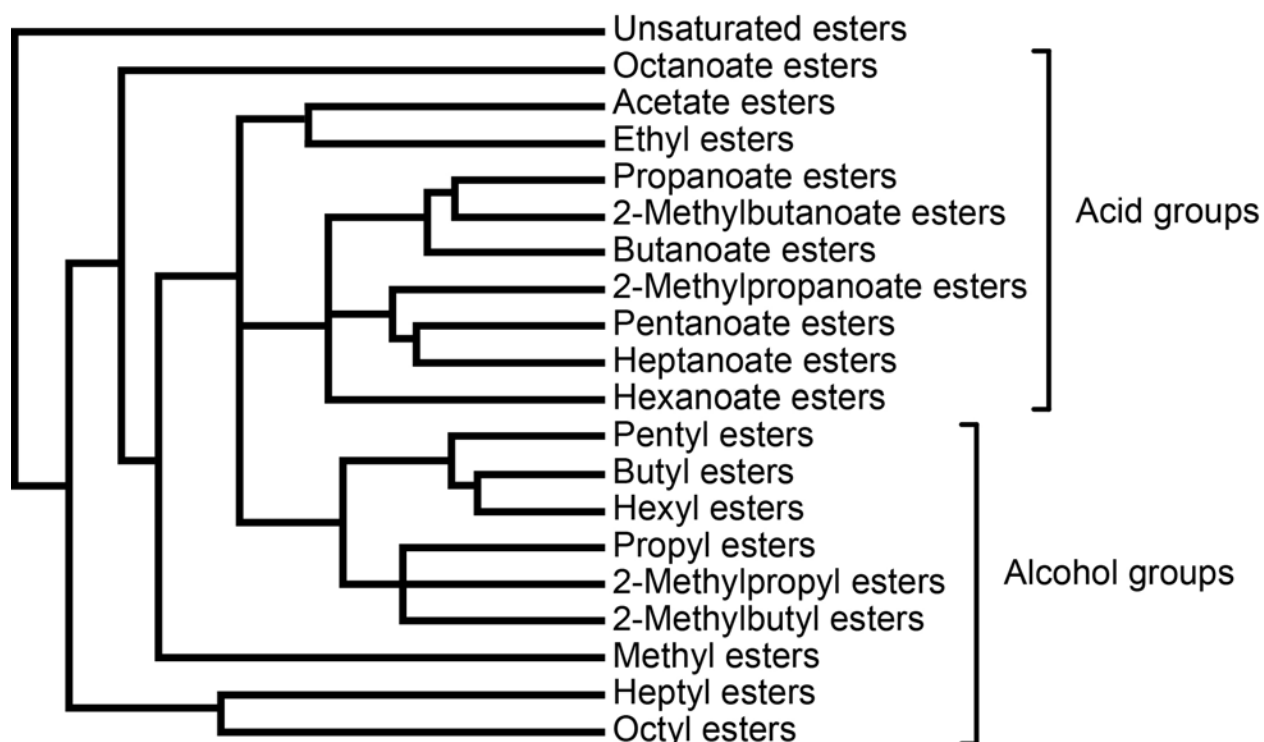 Unsaturated esters
Octanoate esters
Acetate esters
Ethyl esters
Propanoate esters
2-Methylbutanoate esters
Butanoate esters
2-Methylpropanoate esters
Pentanoate esters
Heptanoate esters
Hexanoate esters
Pentyl esters
Butyl esters
Hexyl esters
Propyl esters
2-Methylpropyl esters
2-Methylbutyl esters
Methyl esters
Heptyl esters
Octyl esters
Acid groups
Alcohol groups